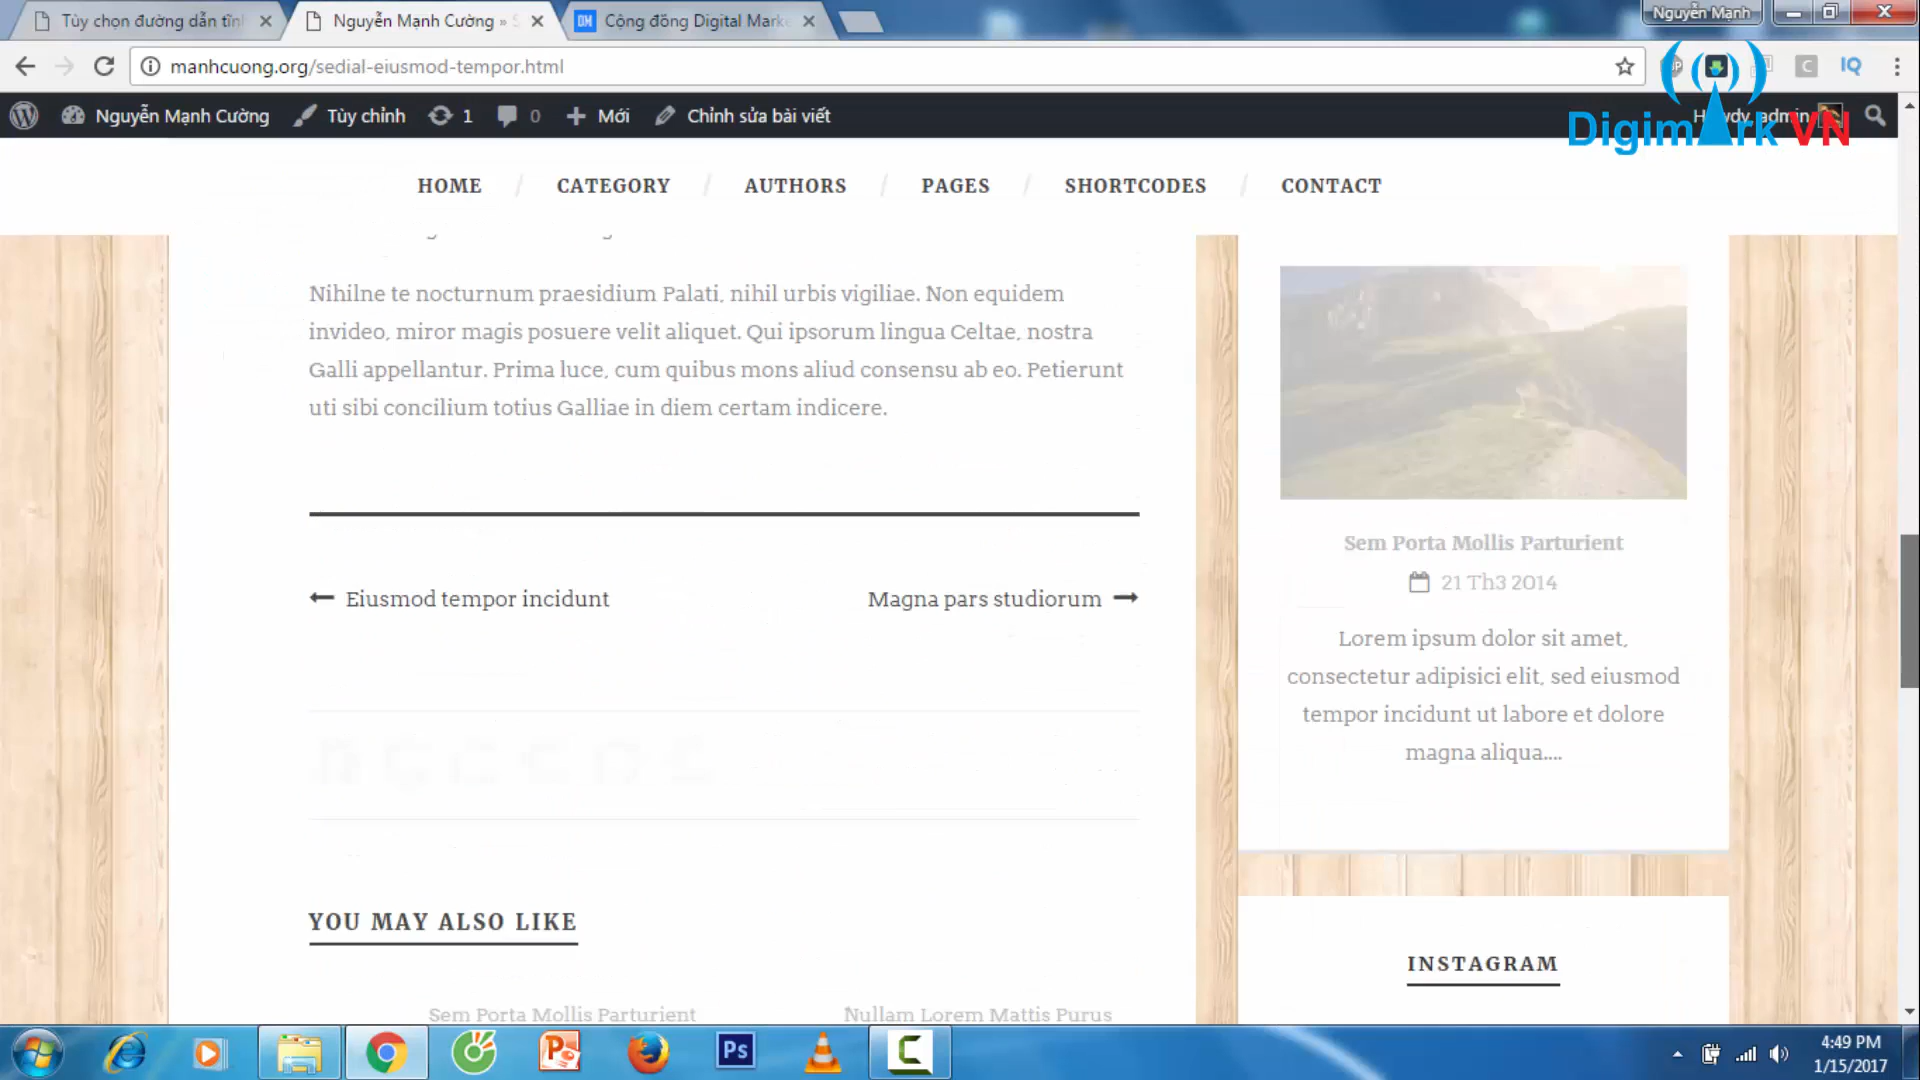 Tùy chọn đường dẫn tĩnh
Nguyễn Mạnh Cường » S
DM Cộng đồng Digital Marke
Nguyễn Mạnh
manhcuong.org/sedial-eiusmod-tempor.html
C
IQ
Nguyễn Mạnh Cường
Tùy chỉnh
1
0
Mới
Chỉnh sửa bài viết
admin
Digimark VN
HOME / CATEGORY / AUTHORS / PAGES / SHORTCODES / CONTACT
Nihilne te nocturnum praesidium Palati, nihil urbis vigiliae. Non equidem
invideo, miror magis posuere velit aliquet. Qui ipsorum lingua Celtae, nostra
Galli appellantur. Prima luce, cum quibus mons aliud consensu ab eo. Petierunt
uti sibi concilium totius Galliae in diem certam indicere.
Eiusmod tempor incidunt
Magna pars studiorum
YOU MAY ALSO LIKE
Sem Porta Mollis Parturient
Nullam Lorem Mattis Purus
Sem Porta Mollis Parturient
21 Th3 2014
Lorem ipsum dolor sit amet,
consectetur adipisici elit, sed eiusmod
tempor incidunt ut labore et dolore
magna aliqua....
INSTAGRAM
Ps
4:49 PM
1/15/2017